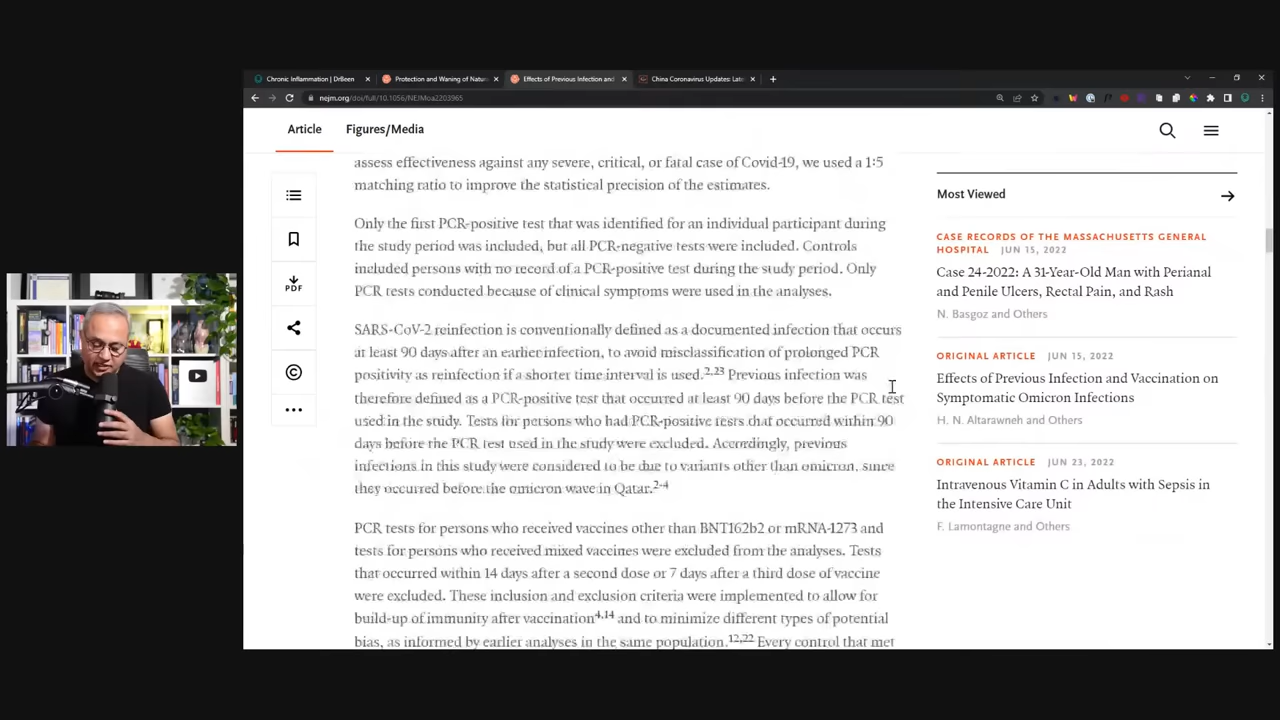 Chronic Inflammation | DrBeen
Protection and Waning of Natur
Effects of Previous Infection and
China Coronavirus Updates: Late
nejm.org/doi/full/10.1056/NEJMoa2203965
Article
Figures/Media
PDF
assess effectiveness against any severe, critical, or fatal case of Covid-19, we used a 1:5
matching ratio to improve the statistical precision of the estimates.
Only the first PCR-positive test that was identified for an individual participant during
the study period was included, but all PCR-negative tests were included. Controls
included persons with no record of a PCR-positive test during the study period. Only
PCR tests conducted because of clinical symptoms were used in the analyses.
SARS-CoV-2 reinfection is conventionally defined as a documented infection that occurs
at least 90 days after an earlier infection, to avoid misclassification of prolonged PCR
positivity as reinfection if a shorter time interval is used.2,23 Previous infection was
therefore defined as a PCR-positive test that occurred at least 90 days before the PCR test
used in the study. Tests for persons who had PCR-positive tests that occurred within 90
days before the PCR test used in the study were excluded. Accordingly, previous
infections in this study were considered to be due to variants other than omicron, since
they occurred before the omicron wave in Qatar.2-4
PCR tests for persons who received vaccines other than BNT162b2 or mRNA-1273 and
tests for persons who received mixed vaccines were excluded from the analyses. Tests
that occurred within 14 days after a second dose or 7 days after a third dose of vaccine
were excluded. These inclusion and exclusion criteria were implemented to allow for
build-up of immunity after vaccination4,14 and to minimize different types of potential
bias, as informed by earlier analyses in the same population.12,22 Every control that met
Most Viewed
CASE RECORDS OF THE MASSACHUSETTS GENERAL
HOSPITAL JUN 15, 2022
Case 24-2022: A 31-Year-Old Man with Perianal
and Penile Ulcers, Rectal Pain, and Rash
N. Basgoz and Others
ORIGINAL ARTICLE JUN 15, 2022
Effects of Previous Infection and Vaccination on
Symptomatic Omicron Infections
H. N. Altarawneh and Others
ORIGINAL ARTICLE JUN 23, 2022
Intravenous Vitamin C in Adults with Sepsis in
the Intensive Care Unit
F. Lamontagne and Others